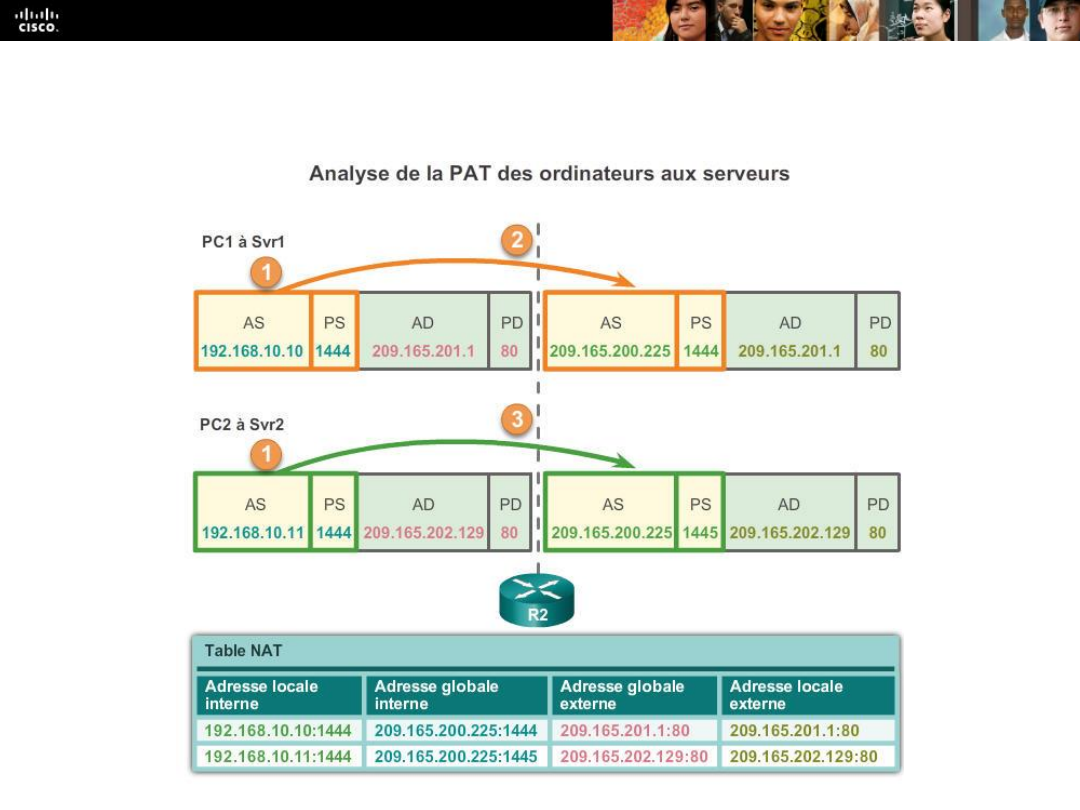 CISCO.
Analyse de la PAT des ordinateurs aux serveurs
PC1 à Svr1
1
2
AS PS AD PD AS PS AD PD
192.168.10.10 1444 209.165.201.1 80 209.165.200.225 1444 209.165.201.1 80
PC2 à Svr2
1
3
AS PS AD PD AS PS AD PD
192.168.10.11 1444 209.165.202.129 80 209.165.200.225 1445 209.165.202.129 80
R2
Table NAT
Adresse locale interne Adresse globale interne Adresse globale externe Adresse locale externe
192.168.10.10:1444 209.165.200.225:1444 209.165.201.1:80 209.165.201.1:80
192.168.10.11:1444 209.165.200.225:1445 209.165.202.129:80 209.165.202.129:80